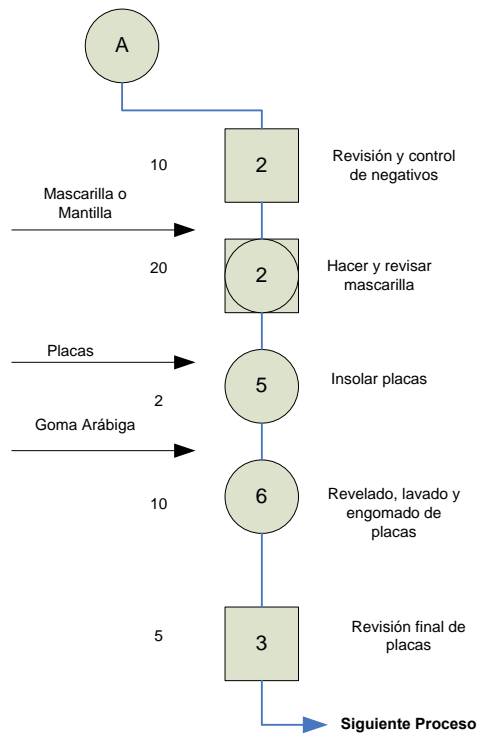 A
10
2
Revisión y control
de negativos
Mascarilla o
Mantilla
20
2
Hacer y revisar
mascarilla
Placas
5
Insolar placas
2
Goma Arábiga
10
6
Revelado, lavado y
engomado de
placas
5
3
Revisión final de
placas
Siguiente Proceso